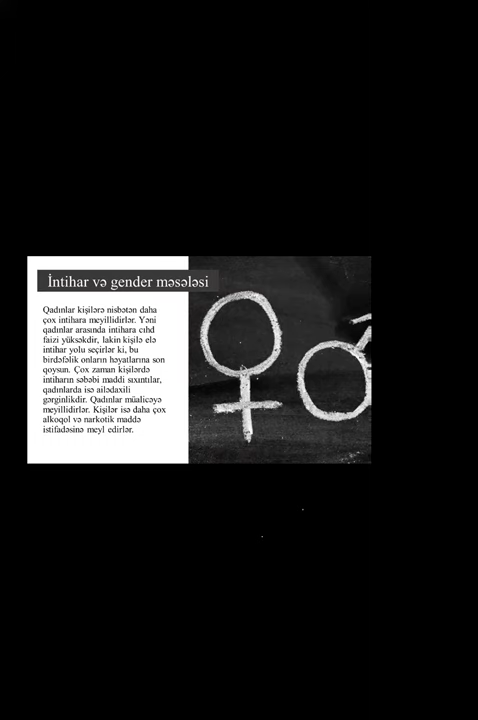 İntihar və gender məsələsi
Qadınlar kişilərə nisbətən daha
çox intihara meyillidirlər. Yəni
qadınlar arasında intihara cıhd
faizi yüksəkdir, lakin kişilə elə
intihar yolu seçirlər ki, bu
birdəfəlik onların həyatlarına son
qoysun. Çox zaman kişilərdə
intiharın səbəbi maddi sıxıntılar,
qadınlarda isə ailədaxili
gərginlikdir. Qadınlar müalicəyə
meyillidirlər. Kişilər isə daha çox
alkoqol və narkotik maddə
istifadəsinə meyl edirlər.